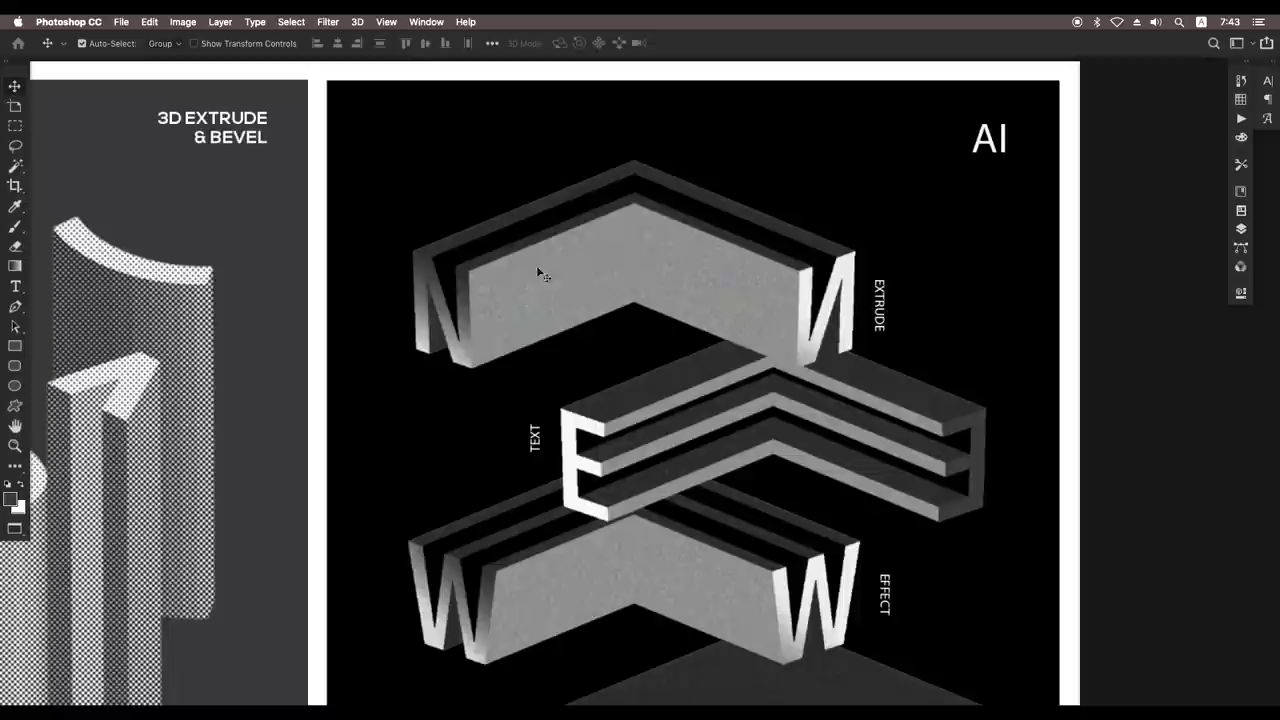 Photoshop CC File Edit Image Layer Type Select Filter 3D View Window Help A 7:43
Auto-Select: Group Show Transform Controls 3D Mode:
3D EXTRUDE
& BEVEL
AI
N
EXTRUDE
E
TEXT
W
W
EFFECT